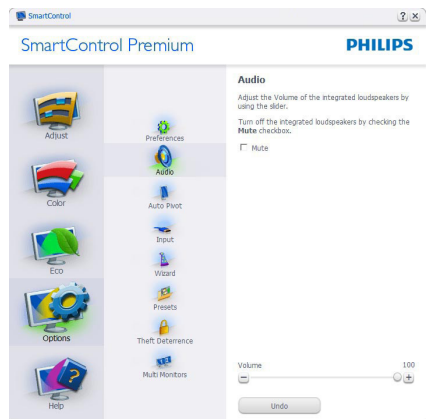 SmartControl
SmartControl Premium
PHILIPS
Adjust
Color
Eco
Options
Help
Preferences
Audio
Auto Pivot
Input
Wizard
Presets
Theft Deterrence
Multi Monitors
Audio
Adjust the Volume of the integrated loudspeakers by
using the slider.
Turn off the integrated loudspeakers by checking the
Mute checkbox.
Mute
Volume 100
Undo